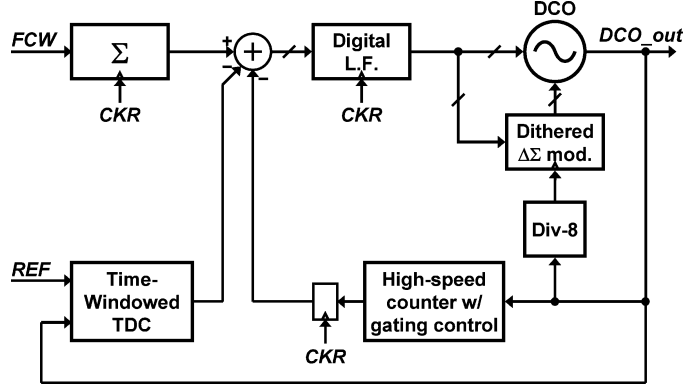 DCO
FCW
Σ
+
−
−
+
Digital
L.F.
DCO_out
CKR
CKR
Dithered
ΔΣ mod.
Div-8
REF
Time-
Windowed
TDC
High-speed
counter w/
gating control
CKR